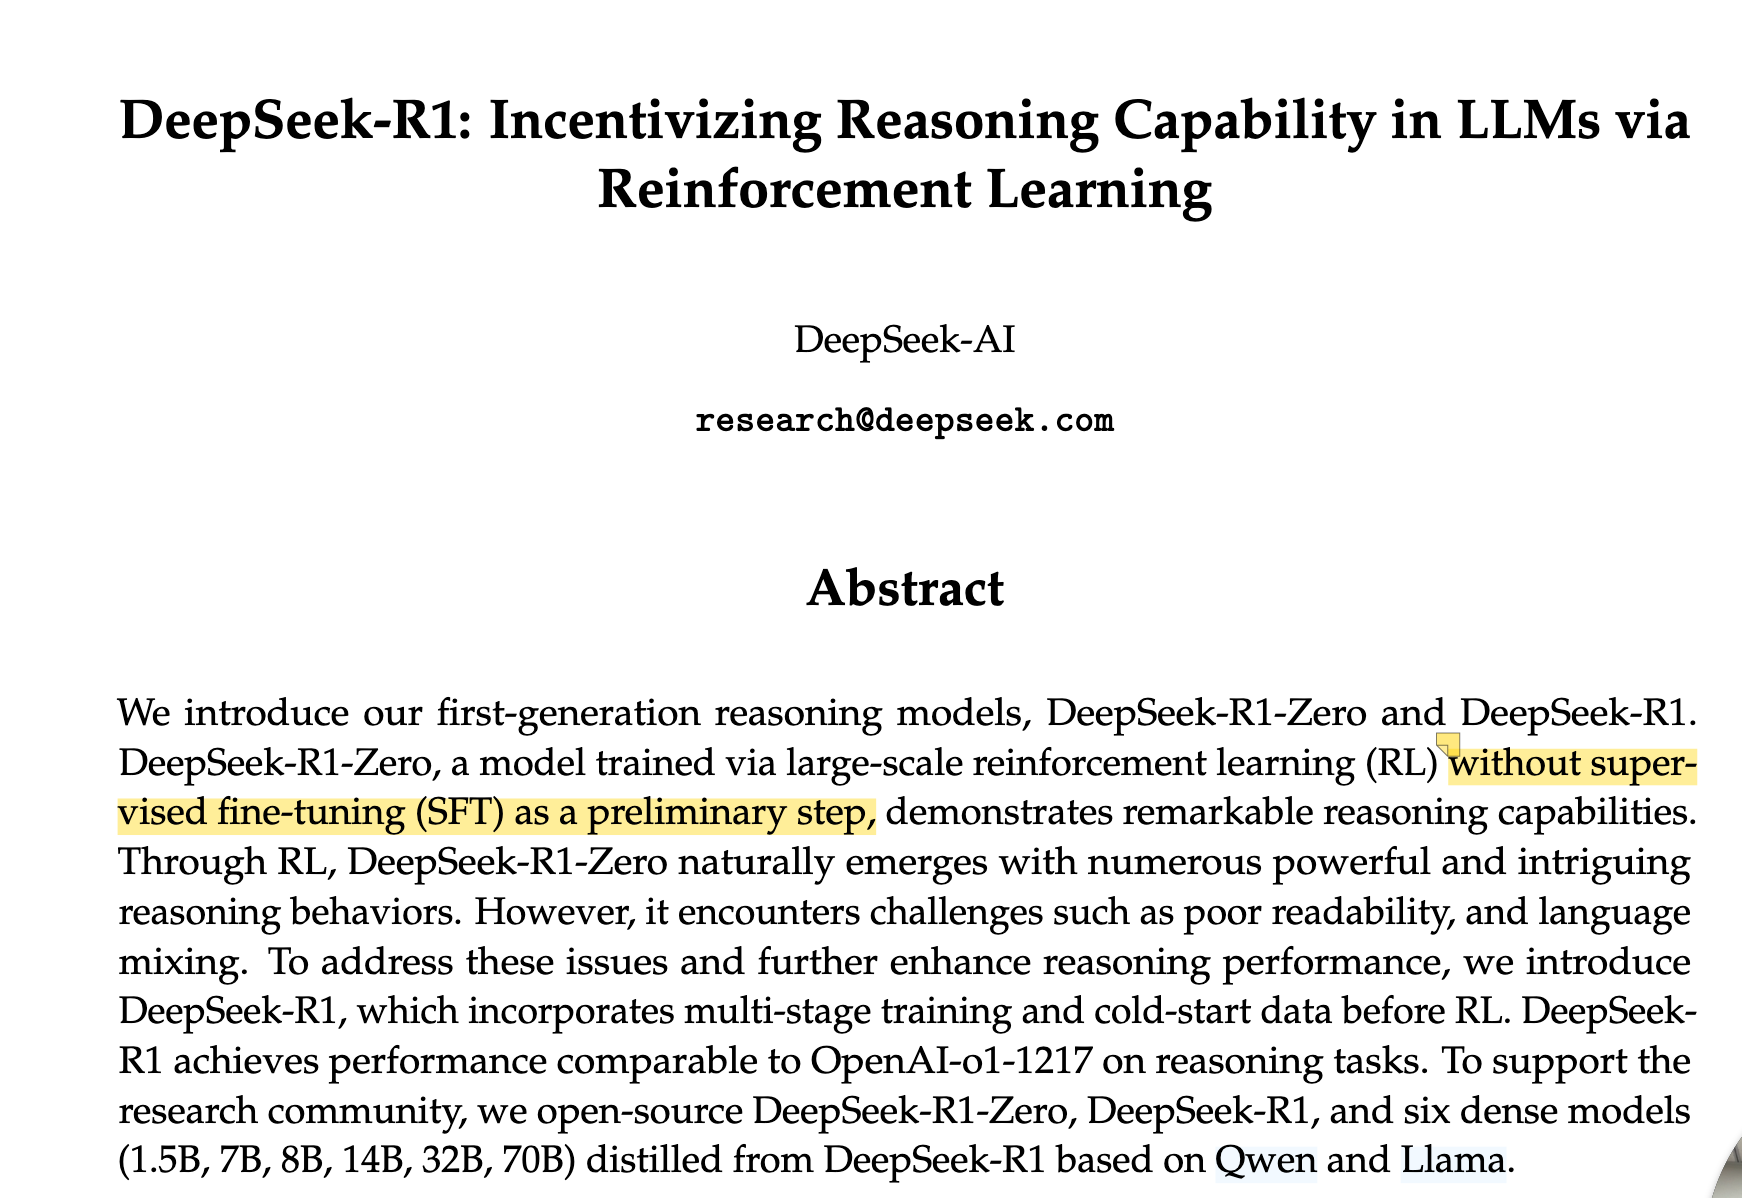 DeepSeek-R1: Incentivizing Reasoning Capability in LLMs via
Reinforcement Learning
DeepSeek-AI
research@deepseek.com
Abstract
We introduce our first-generation reasoning models, DeepSeek-R1-Zero and DeepSeek-R1.
DeepSeek-R1-Zero, a model trained via large-scale reinforcement learning (RL) without super-
vised fine-tuning (SFT) as a preliminary step, demonstrates remarkable reasoning capabilities.
Through RL, DeepSeek-R1-Zero naturally emerges with numerous powerful and intriguing
reasoning behaviors. However, it encounters challenges such as poor readability, and language
mixing. To address these issues and further enhance reasoning performance, we introduce
DeepSeek-R1, which incorporates multi-stage training and cold-start data before RL. DeepSeek-
R1 achieves performance comparable to OpenAI-o1-1217 on reasoning tasks. To support the
research community, we open-source DeepSeek-R1-Zero, DeepSeek-R1, and six dense models
(1.5B, 7B, 8B, 14B, 32B, 70B) distilled from DeepSeek-R1 based on Qwen and Llama.